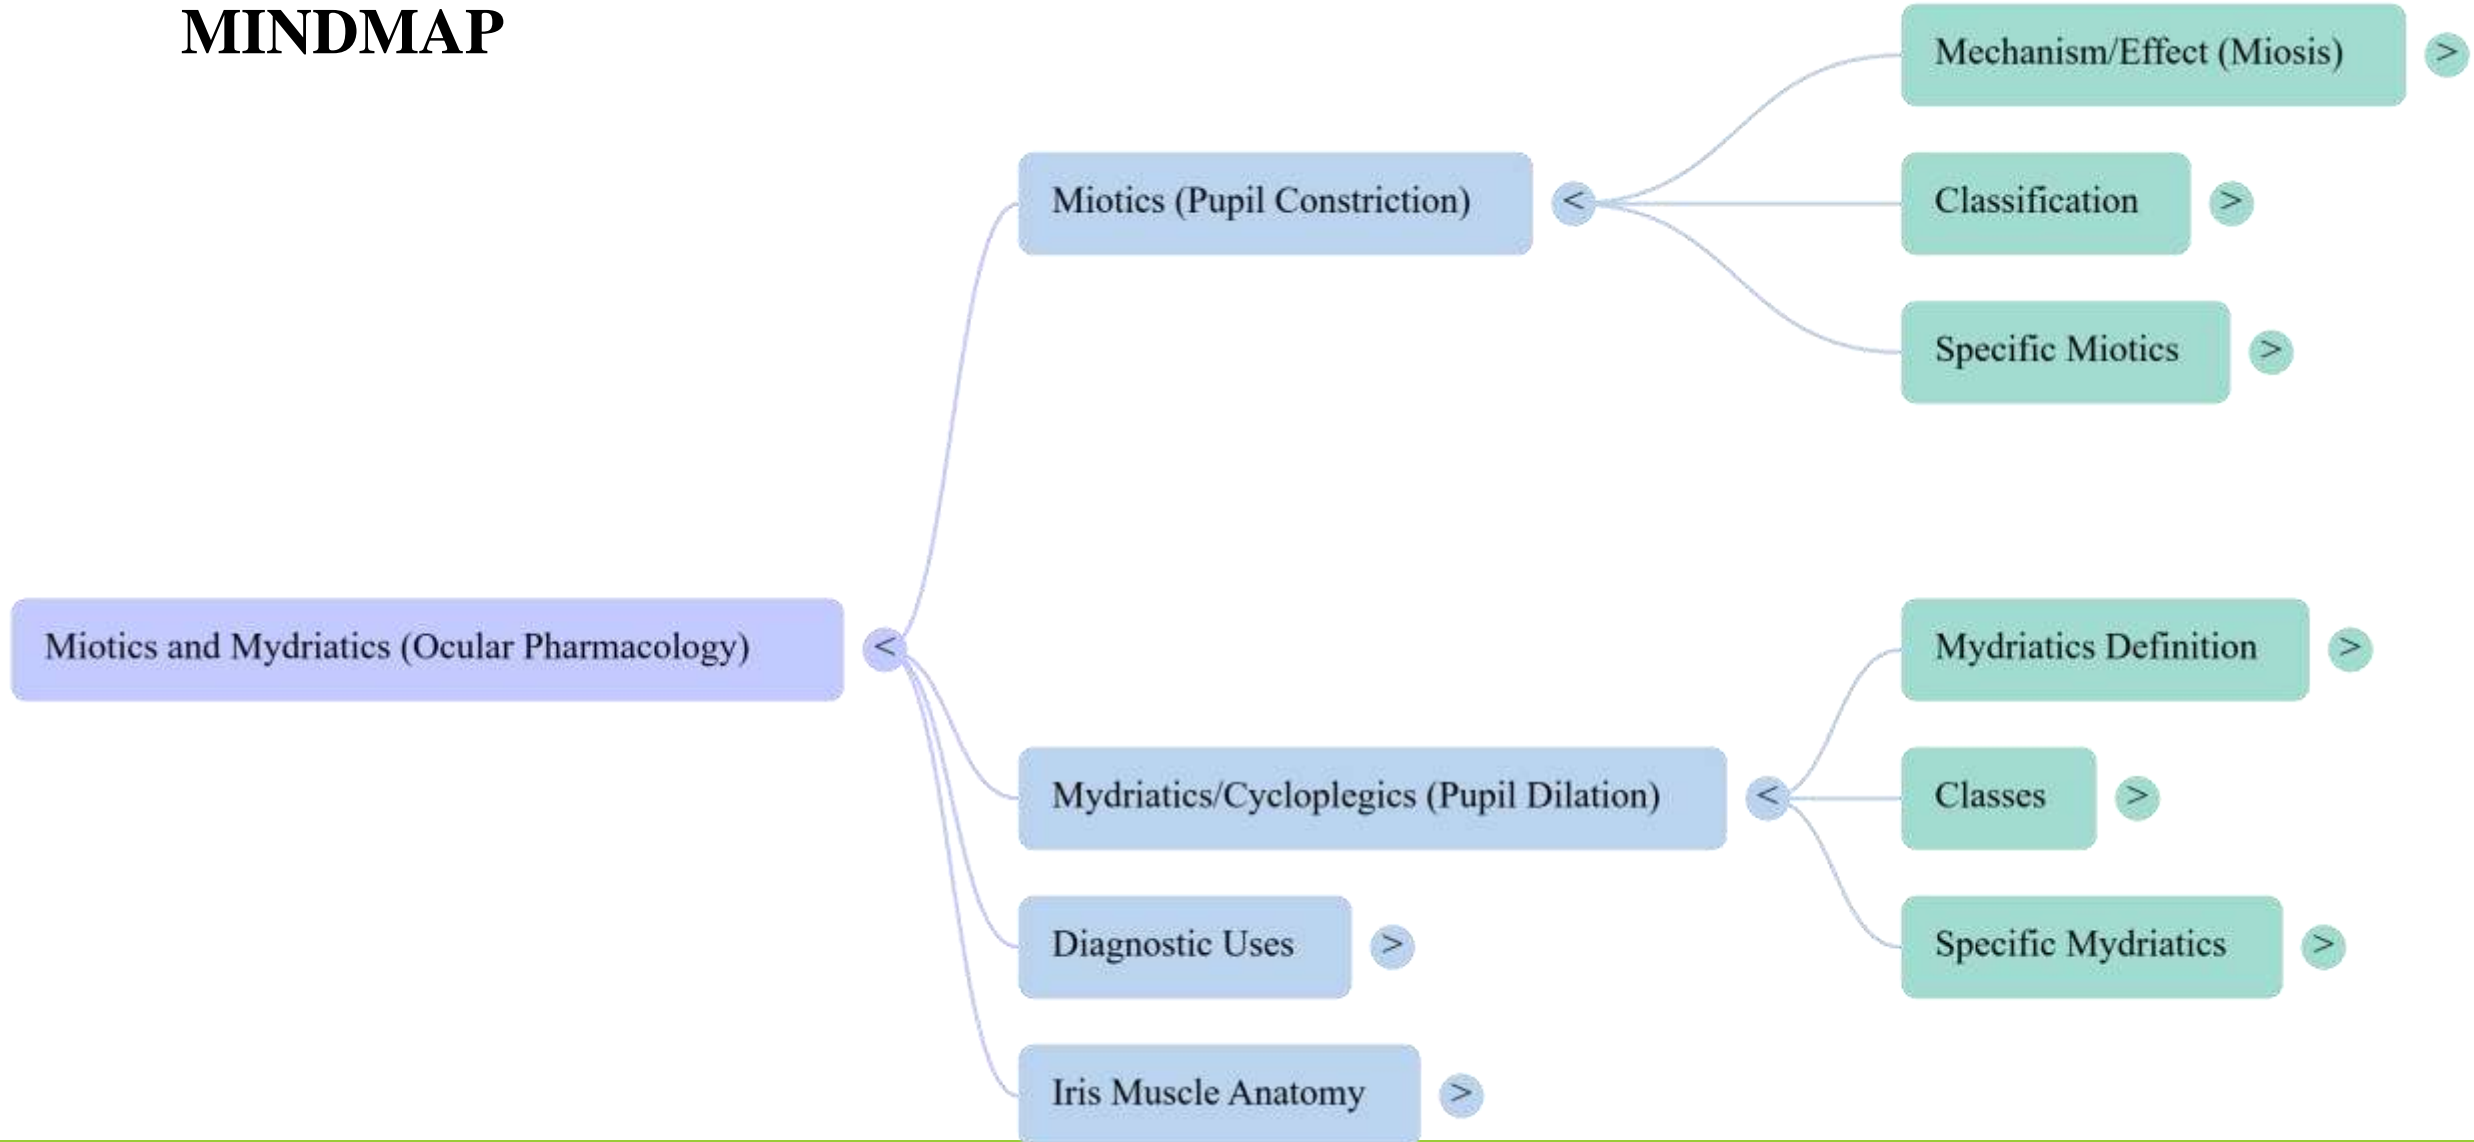 MINDMAP
Miotics and Mydriatics (Ocular Pharmacology)
<
Miotics (Pupil Constriction)
<
Mechanism/Effect (Miosis)
>
Classification
>
Specific Miotics
>
Mydriatics/Cycloplegics (Pupil Dilation)
<
Mydriatics Definition
>
Classes
>
Specific Mydriatics
>
Diagnostic Uses
>
Iris Muscle Anatomy
>